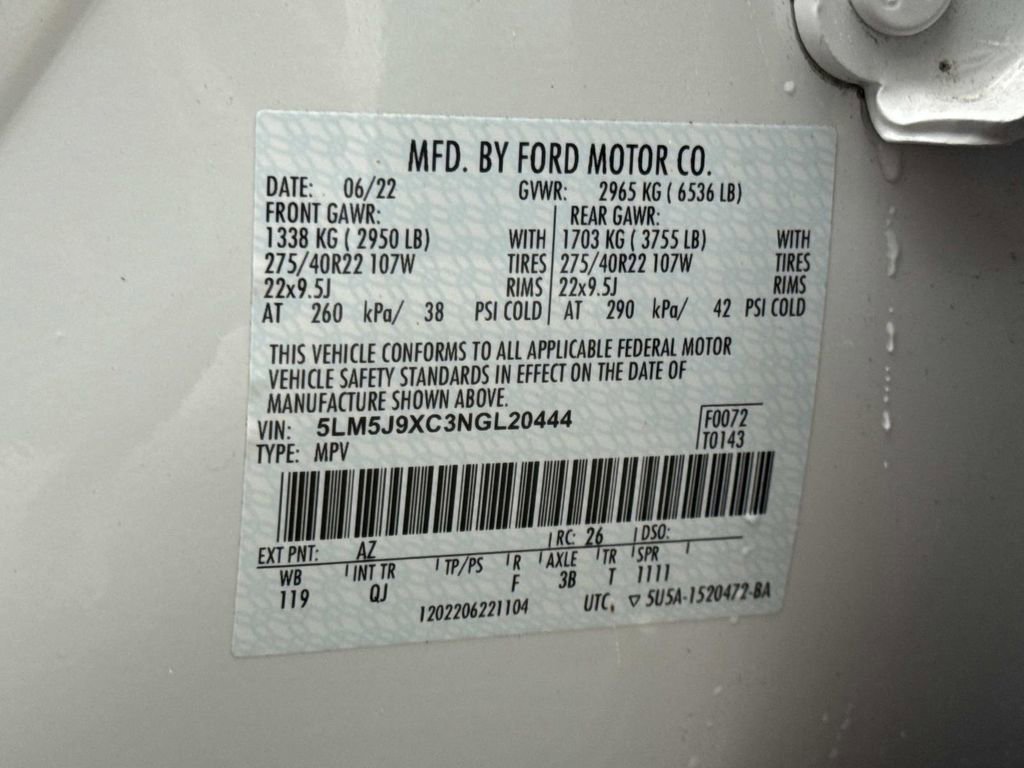 MFD. BY FORD MOTOR CO.
DATE: 06/22 GVWR: 2965 KG ( 6536 LB)
FRONT GAWR: REAR GAWR:
1338 KG ( 2950 LB) WITH 1703 KG ( 3755 LB) WITH
275/40R22 107W TIRES 275/40R22 107W TIRES
22x9.5J RIMS 22x9.5J RIMS
AT 260 kPa/ 38 PSI COLD AT 290 kPa/ 42 PSI COLD
THIS VEHICLE CONFORMS TO ALL APPLICABLE FEDERAL MOTOR
VEHICLE SAFETY STANDARDS IN EFFECT ON THE DATE OF
MANUFACTURE SHOWN ABOVE.
VIN: 5LM5J9XC3NGL20444 F0072
TYPE: MPV T0143
EXT PNT: AZ RC: 26 DSO:
WB INT TR TP/PS R AXLE TR SPR
119 QJ F 3B T 1111
1202206221104 UTC, ▽ 5U5A-1520472-BA